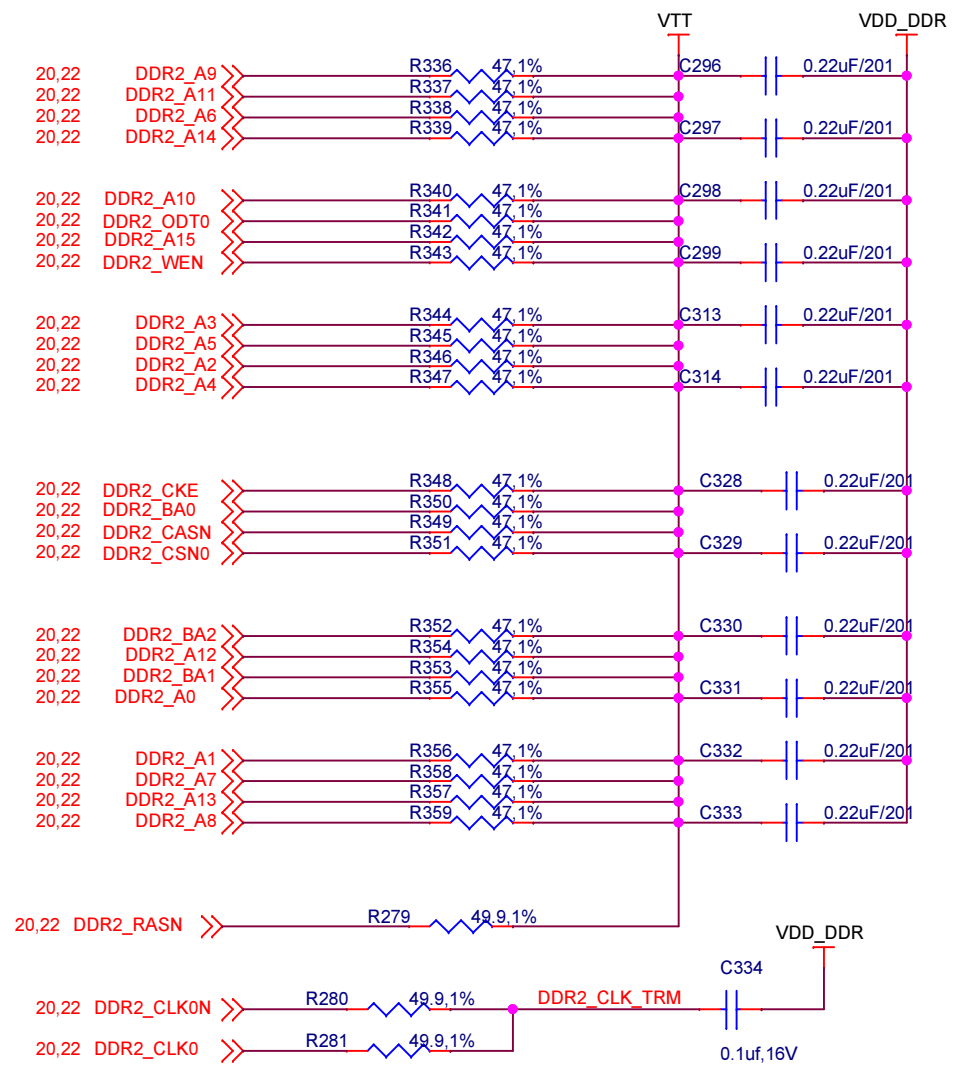 VTT VDD_DDR
20,22 DDR2_A9 R336 47,1% C296 0.22uF/201
20,22 DDR2_A11 R337 47,1%
20,22 DDR2_A6 R338 47,1%
20,22 DDR2_A14 R339 47,1% C297 0.22uF/201
20,22 DDR2_A10 R340 47,1% C298 0.22uF/201
20,22 DDR2_ODT0 R341 47,1%
20,22 DDR2_A15 R342 47,1%
20,22 DDR2_WEN R343 47,1% C299 0.22uF/201
20,22 DDR2_A3 R344 47,1% C313 0.22uF/201
20,22 DDR2_A5 R345 47,1%
20,22 DDR2_A2 R346 47,1%
20,22 DDR2_A4 R347 47,1% C314 0.22uF/201
20,22 DDR2_CKE R348 47,1% C328 0.22uF/201
20,22 DDR2_BA0 R350 47,1%
20,22 DDR2_CASN R349 47,1%
20,22 DDR2_CSN0 R351 47,1% C329 0.22uF/201
20,22 DDR2_BA2 R352 47,1% C330 0.22uF/201
20,22 DDR2_A12 R354 47,1%
20,22 DDR2_BA1 R353 47,1%
20,22 DDR2_A0 R355 47,1% C331 0.22uF/201
20,22 DDR2_A1 R356 47,1% C332 0.22uF/201
20,22 DDR2_A7 R358 47,1%
20,22 DDR2_A13 R357 47,1%
20,22 DDR2_A8 R359 47,1% C333 0.22uF/201
20,22 DDR2_RASN R279 49.9,1%
VDD_DDR
C334
20,22 DDR2_CLK0N R280 49.9,1% DDR2_CLK_TRM
20,22 DDR2_CLK0 R281 49.9,1% 0.1uf,16V